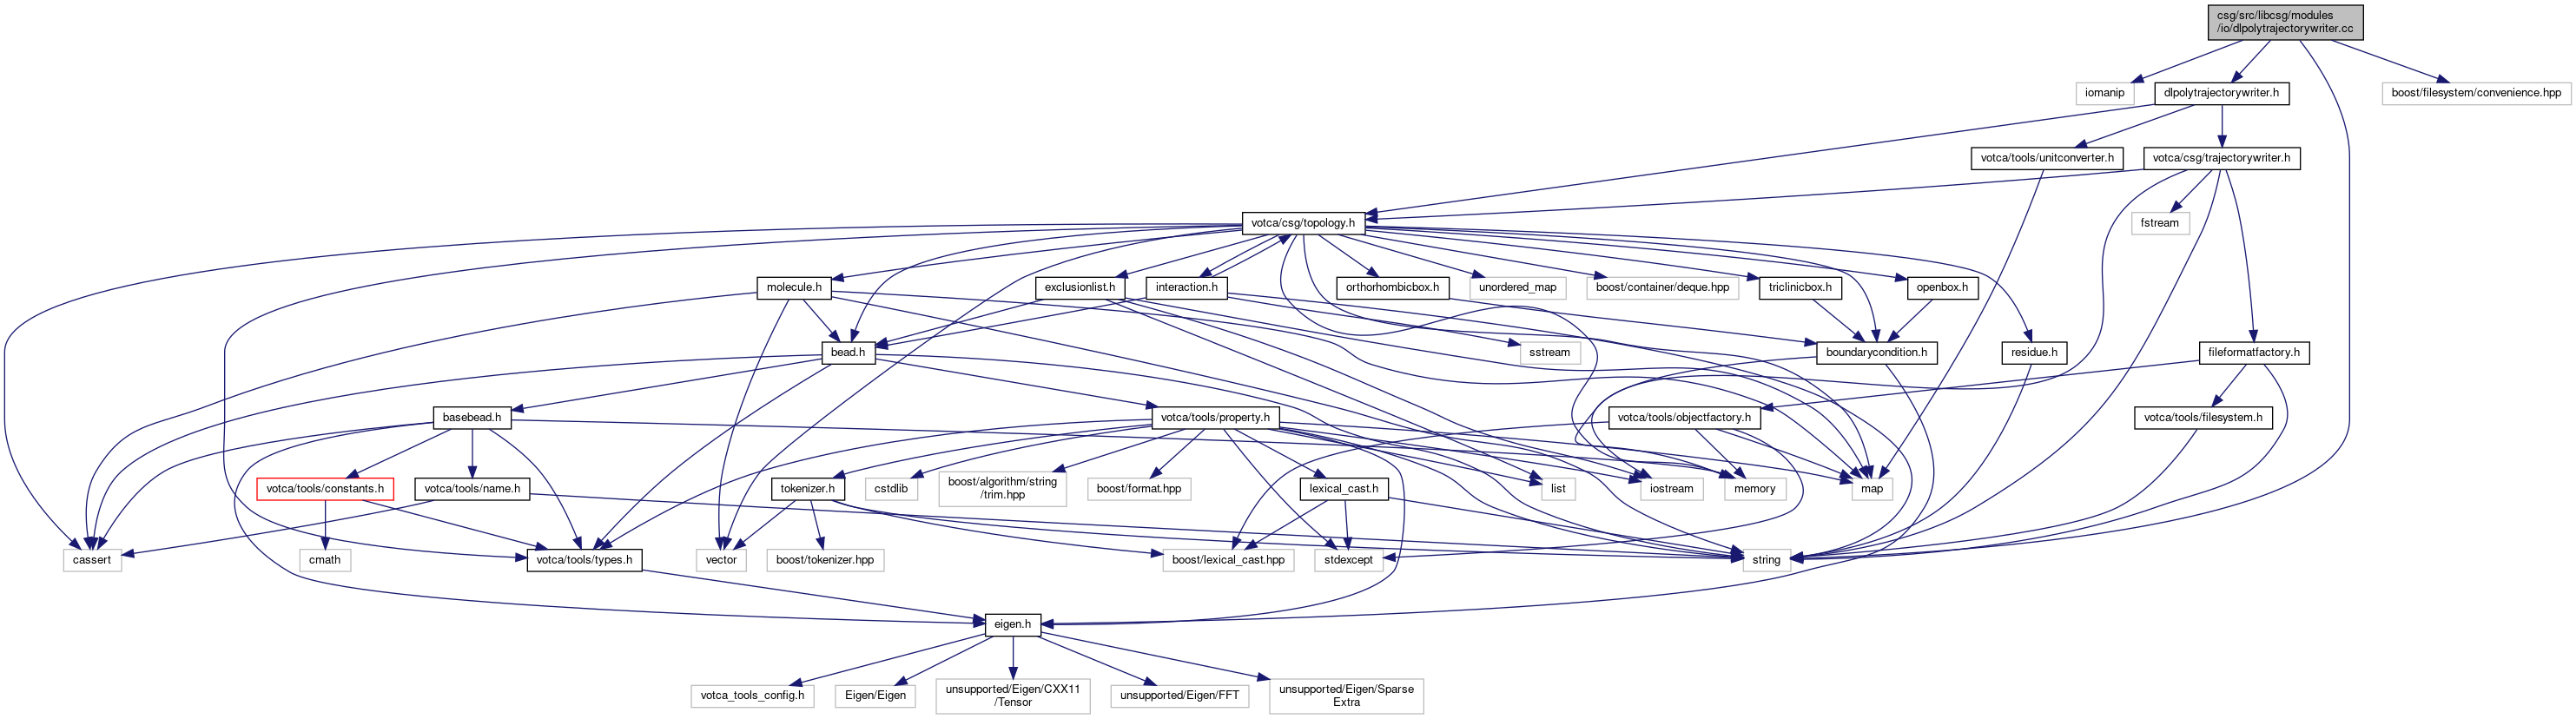 csg/src/libcsg/modules
/io/dlpolytrajectorywriter.cc
iomanip
dlpolytrajectorywriter.h
boost/filesystem/convenience.hpp
votca/tools/unitconverter.h
votca/csg/trajectorywriter.h
votca/csg/topology.h
fstream
molecule.h
exclusionlist.h
interaction.h
orthorhombicbox.h
unordered_map
boost/container/deque.hpp
triclinicbox.h
openbox.h
bead.h
sstream
boundarycondition.h
residue.h
fileformatfactory.h
basebead.h
votca/tools/property.h
votca/tools/objectfactory.h
votca/tools/filesystem.h
votca/tools/constants.h
votca/tools/name.h
tokenizer.h
cstdlib
boost/algorithm/string
/trim.hpp
boost/format.hpp
lexical_cast.h
list
iostream
memory
map
cassert
cmath
votca/tools/types.h
vector
boost/tokenizer.hpp
boost/lexical_cast.hpp
stdexcept
string
eigen.h
votca_tools_config.h
Eigen/Eigen
unsupported/Eigen/CXX11
/Tensor
unsupported/Eigen/FFT
unsupported/Eigen/Sparse
Extra